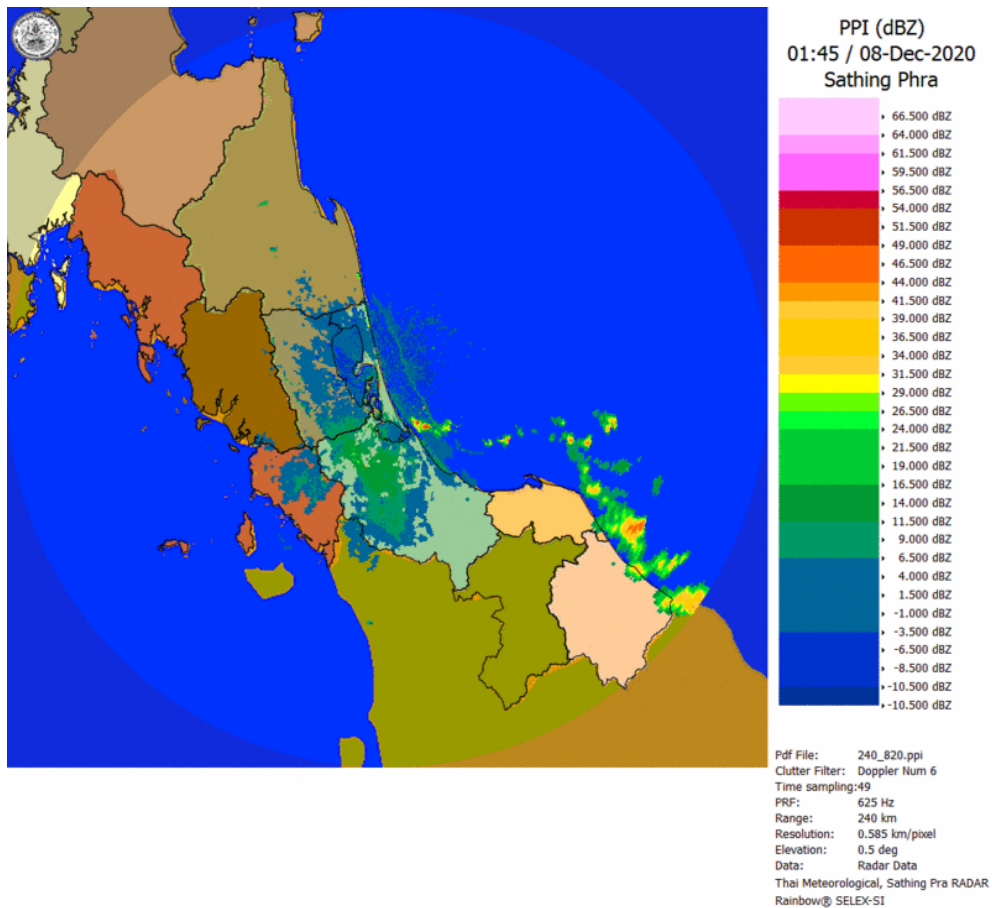 PPI (dBZ)
01:45 / 08-Dec-2020
Sathing Phra
66.500 dBZ
64.000 dBZ
61.500 dBZ
59.500 dBZ
56.500 dBZ
54.000 dBZ
51.500 dBZ
49.000 dBZ
46.500 dBZ
44.000 dBZ
41.500 dBZ
39.000 dBZ
36.500 dBZ
34.000 dBZ
31.500 dBZ
29.000 dBZ
26.500 dBZ
24.000 dBZ
21.500 dBZ
19.000 dBZ
16.500 dBZ
14.000 dBZ
11.500 dBZ
9.000 dBZ
6.500 dBZ
4.000 dBZ
1.500 dBZ
-1.000 dBZ
-3.500 dBZ
-6.500 dBZ
-8.500 dBZ
-10.500 dBZ
-10.500 dBZ
Pdf File: 240_820.ppi
Clutter Filter: Doppler Num 6
Time sampling:49
PRF: 625 Hz
Range: 240 km
Resolution: 0.585 km/pixel
Elevation: 0.5 deg
Data: Radar Data
Thai Meteorological, Sathing Pra RADAR
Rainbow® SELEX-SI